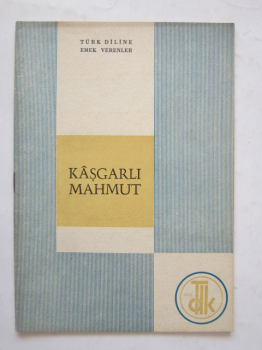 TÜRK DİLİNE
EMEK VERENLER
KÂŞGARLI
MAHMUT
TDK